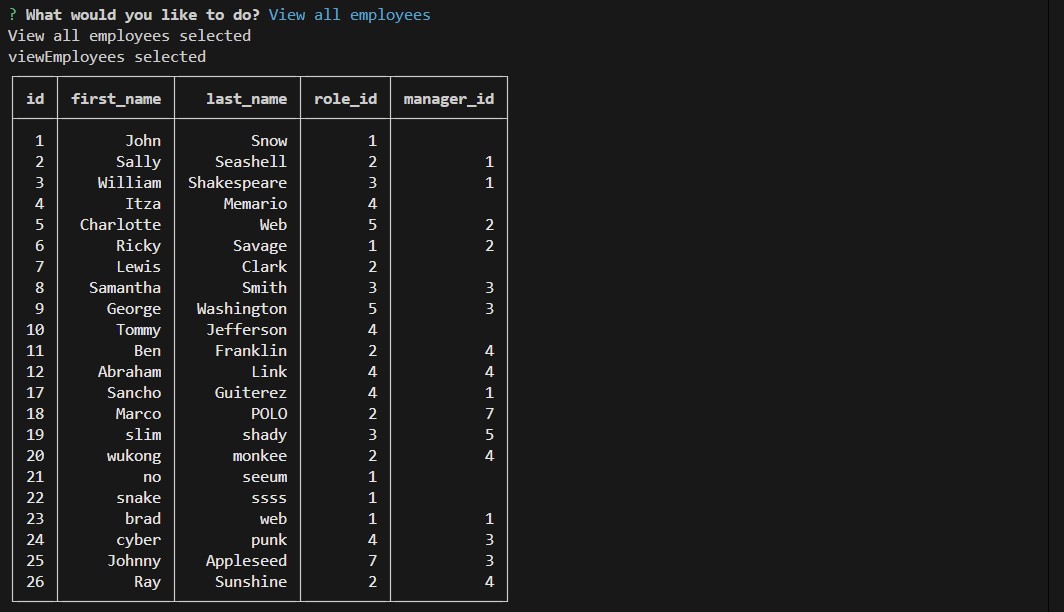 ? What would you like to do? View all employees
View all employees selected
viewEmployees selected
id first_name last_name role_id manager_id
1 John Snow 1
2 Sally Seashell 2 1
3 William Shakespeare 3 1
4 Itza Memario 4
5 Charlotte Web 5 2
6 Ricky Savage 1 2
7 Lewis Clark 2
8 Samantha Smith 3 3
9 George Washington 5 3
10 Tommy Jefferson 4
11 Ben Franklin 2 4
12 Abraham Link 4 4
17 Sancho Guiterez 4 1
18 Marco POLO 2 7
19 slim shady 3 5
20 wukong monkee 2 4
21 no seeum 1
22 snake ssss 1
23 brad web 1 1
24 cyber punk 4 3
25 Johnny Appleseed 7 3
26 Ray Sunshine 2 4